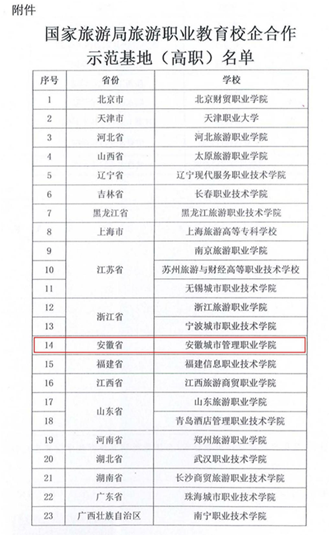 附件
国家旅游局旅游职业教育校企合作
示范基地（高职）名单
序号 省份 学校
1 北京市 北京财贸职业学院
2 天津市 天津职业大学
3 河北省 河北旅游职业学院
4 山西省 太原旅游职业学院
5 辽宁省 辽宁现代服务职业技术学院
6 吉林省 长春职业技术学院
7 黑龙江省 黑龙江旅游职业技术学院
8 上海市 上海旅游高等专科学校
9 南京旅游职业学院
10 江苏省 苏州旅游与财经高等职业技术学校
11 无锡城市职业技术学院
12 浙江旅游职业学院
浙江省
13 宁波城市职业技术学院
14 安徽省 安徽城市管理职业学院
15 福建省 福建信息职业技术学院
16 江西省 江西旅游商贸职业学院
17 山东旅游职业学院
山东省
18 青岛酒店管理职业技术学院
19 河南省 郑州旅游职业学院
20 湖北省 武汉职业技术学院
21 湖南省 长沙商贸旅游职业技术学院
22 广东省 珠海城市职业技术学院
23 广西壮族自治区 南宁职业技术学院